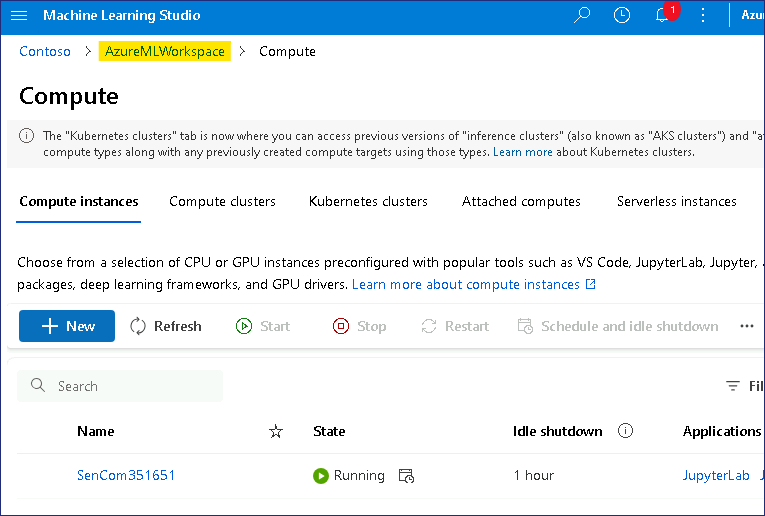 Machine Learning Studio 1
Contoso > AzureMLWorkspace > Compute
Compute
The "Kubernetes clusters" tab is now where you can access previous versions of "inference clusters" (also known as "AKS clusters") and
compute types along with any previously created compute targets using those types. Learn more about Kubernetes clusters.
Compute instances Compute clusters Kubernetes clusters Attached computes Serverless instances
Choose from a selection of CPU or GPU instances preconfigured with popular tools such as VS Code, JupyterLab, Jupyter,
packages, deep learning frameworks, and GPU drivers. Learn more about compute instances
New Refresh Start Stop Restart Schedule and idle shutdown ...
Search
Name State Idle shutdown Applications
SenCom351651 Running 1 hour JupyterLab